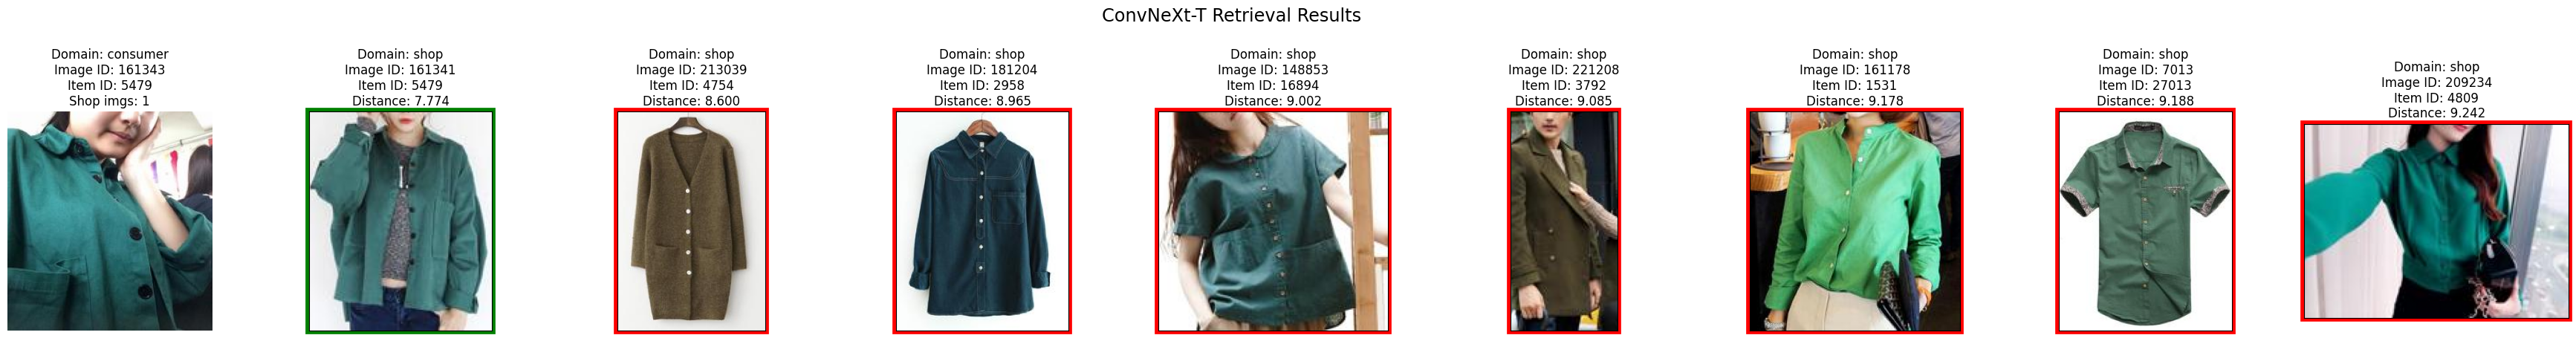 ConvNeXt-T Retrieval Results
Domain: consumer
Image ID: 161343
Item ID: 5479
Shop imgs: 1
Domain: shop
Image ID: 161341
Item ID: 5479
Distance: 7.774
Domain: shop
Image ID: 213039
Item ID: 4754
Distance: 8.600
Domain: shop
Image ID: 181204
Item ID: 2958
Distance: 8.965
Domain: shop
Image ID: 148853
Item ID: 16894
Distance: 9.002
Domain: shop
Image ID: 221208
Item ID: 3792
Distance: 9.085
Domain: shop
Image ID: 161178
Item ID: 1531
Distance: 9.178
Domain: shop
Image ID: 7013
Item ID: 27013
Distance: 9.188
Domain: shop
Image ID: 209234
Item ID: 4809
Distance: 9.242